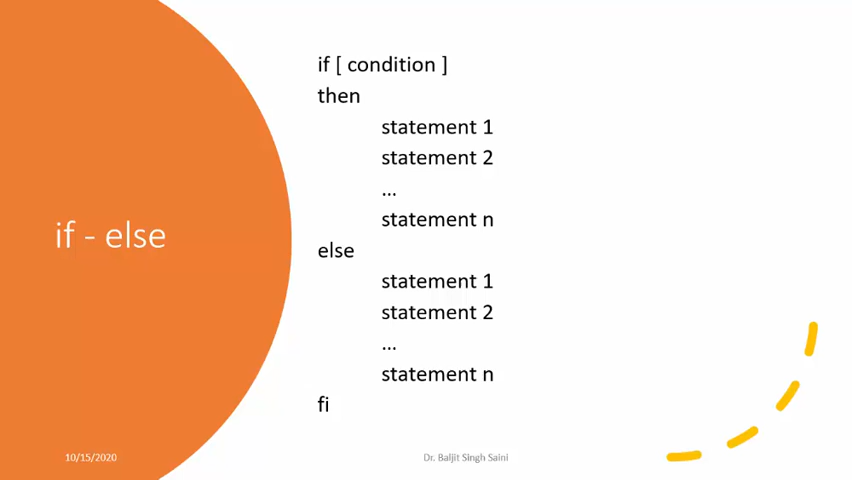 if - else
if [ condition ]
then
statement 1
statement 2
...
statement n
else
statement 1
statement 2
...
statement n
fi
10/15/2020
Dr. Baljit Singh Saini